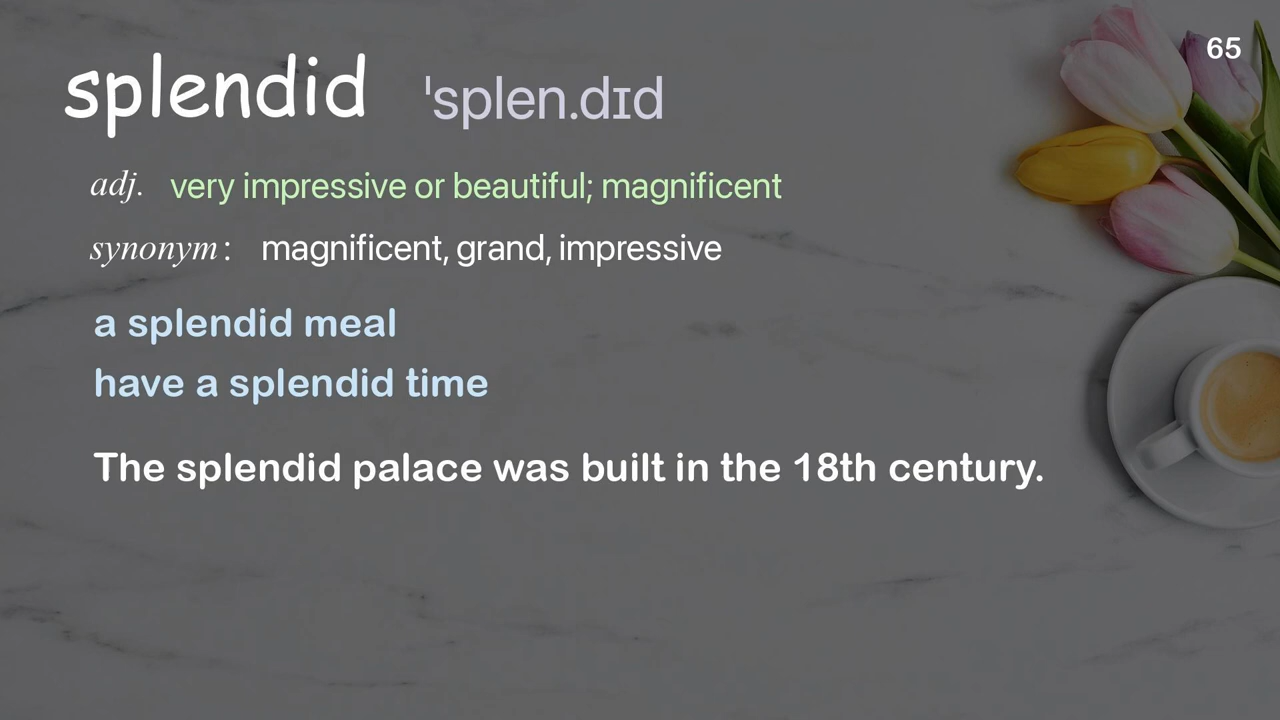 65
splendid ˈsplen.dɪd
adj. very impressive or beautiful; magnificent
synonym: magnificent, grand, impressive
a splendid meal
have a splendid time
The splendid palace was built in the 18th century.